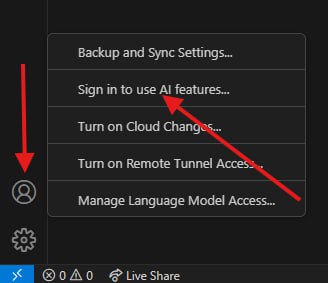 Backup and Sync Settings...
Sign in to use AI features...
Turn on Cloud Changes...
Turn on Remote Tunnel Access...
Manage Language Model Access...
0 0 Live Share